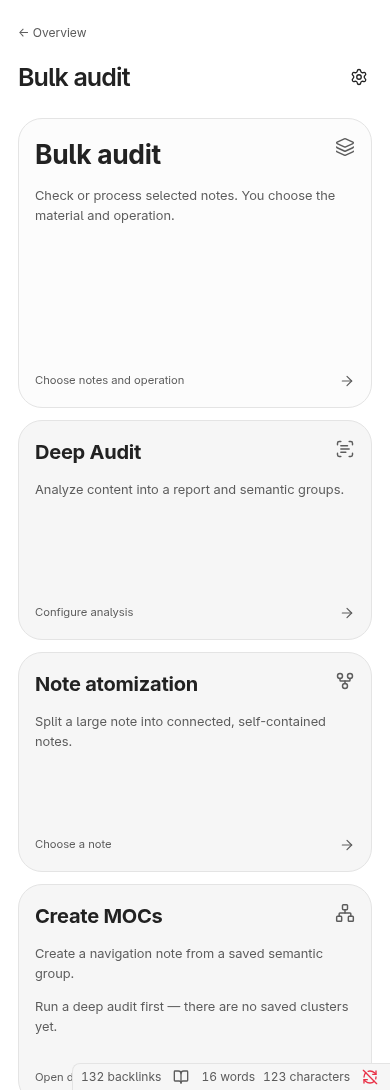 ← Overview
Bulk audit
Bulk audit
Check or process selected notes. You choose the
material and operation.
Choose notes and operation
Deep Audit
Analyze content into a report and semantic groups.
Configure analysis
Note atomization
Split a large note into connected, self-contained
notes.
Choose a note
Create MOCs
Create a navigation note from a saved semantic
group.
Run a deep audit first — there are no saved clusters
yet.
Open
132 backlinks 16 words 123 characters